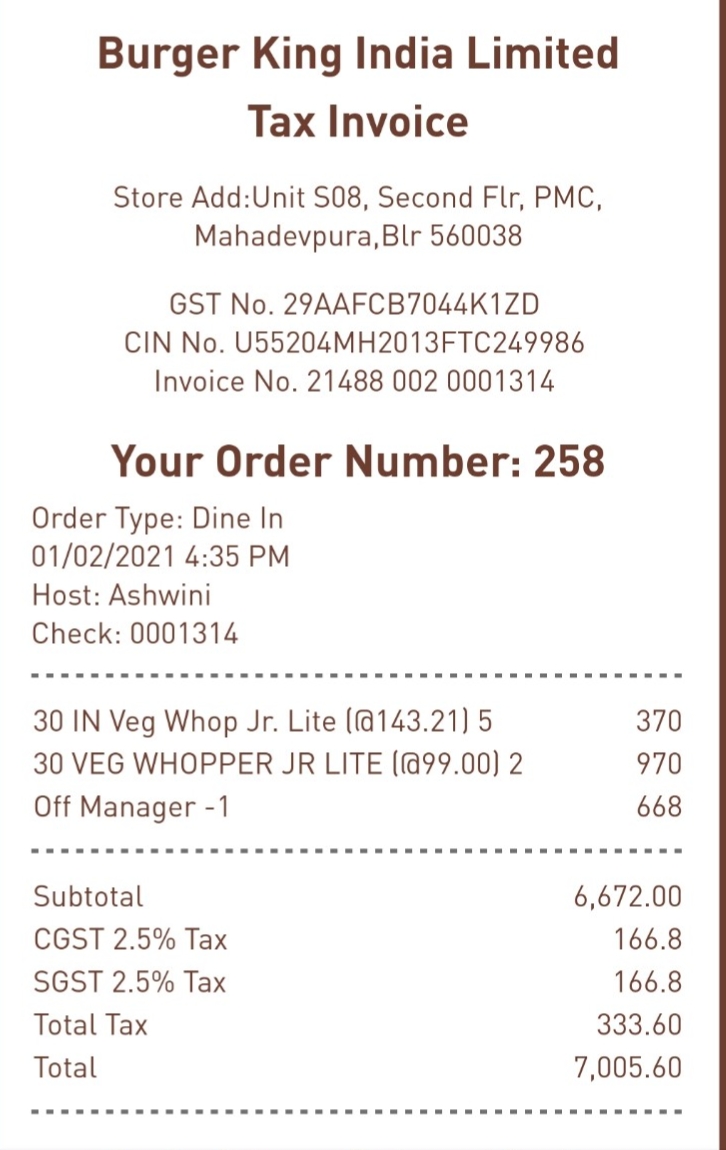 Burger King India Limited
Tax Invoice
Store Add:Unit S08, Second Flr, PMC,
Mahadevpura,Blr 560038
GST No. 29AAFCB7044K1ZD
CIN No. U55204MH2013FTC249986
Invoice No. 21488 002 0001314
Your Order Number: 258
Order Type: Dine In
01/02/2021 4:35 PM
Host: Ashwini
Check: 0001314
30 IN Veg Whop Jr. Lite (@143.21) 5 370
30 VEG WHOPPER JR LITE (@99.00) 2 970
Off Manager -1 668
Subtotal 6,672.00
CGST 2.5% Tax 166.8
SGST 2.5% Tax 166.8
Total Tax 333.60
Total 7,005.60